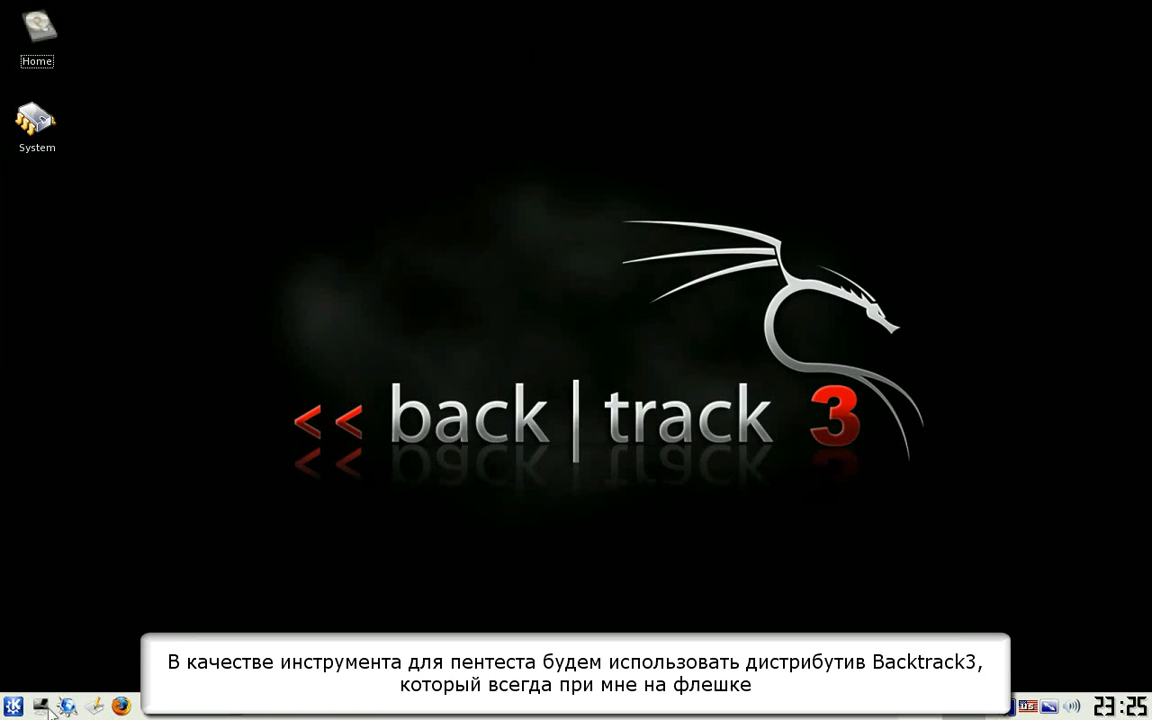 Home
System
<< back | track 3
В качестве инструмента для пентеста будем использовать дистрибутив Backtrack3,
который всегда при мне на флешке
us
23:25